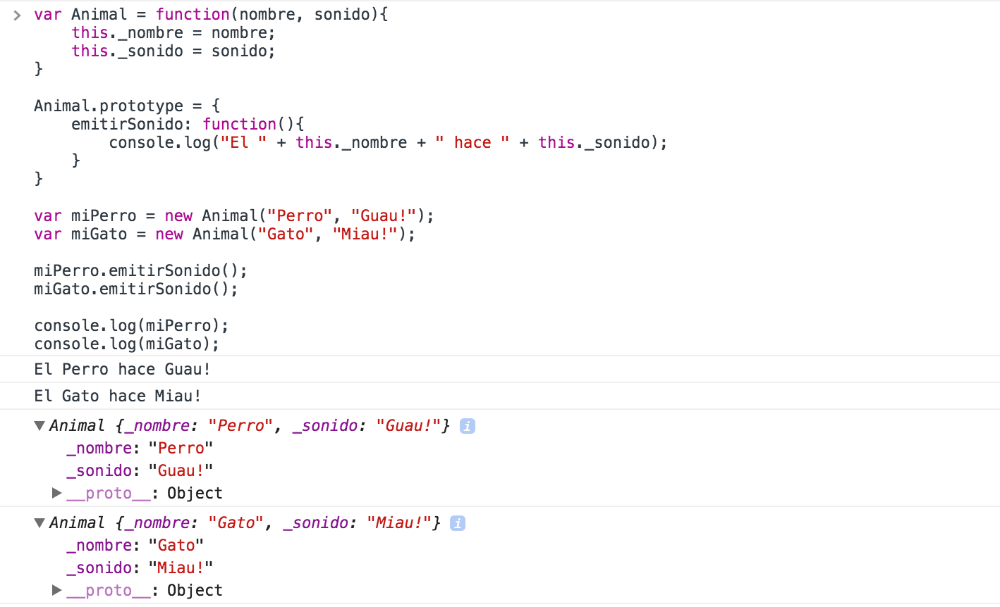 > var Animal = function(nombre, sonido){
    this._nombre = nombre;
    this._sonido = sonido;
}

Animal.prototype = {
    emitirSonido: function(){
        console.log("El " + this._nombre + " hace " + this._sonido);
    }
}

var miPerro = new Animal("Perro", "Guau!");
var miGato = new Animal("Gato", "Miau!");

miPerro.emitirSonido();
miGato.emitirSonido();

console.log(miPerro);
console.log(miGato);
El Perro hace Guau!
El Gato hace Miau!
▼Animal {_nombre: "Perro", _sonido: "Guau!"} i
_nombre: "Perro"
_sonido: "Guau!"
▶__proto__: Object
▼Animal {_nombre: "Gato", _sonido: "Miau!"} i
_nombre: "Gato"
_sonido: "Miau!"
▶__proto__: Object